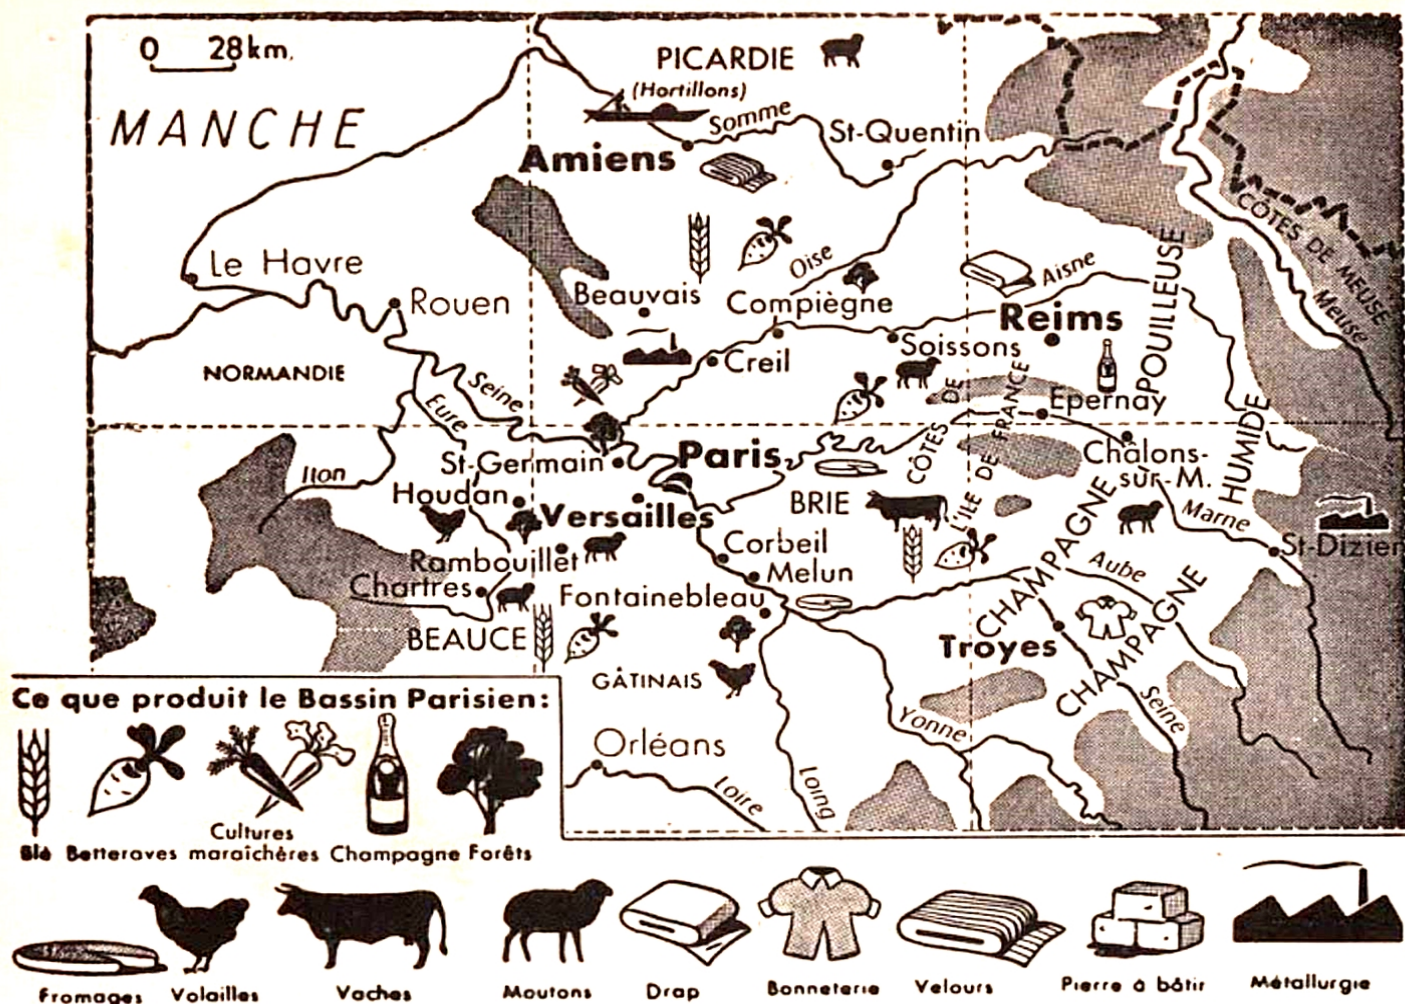 0 28km.
PICARDIE
(Hortillons)
MANCHE
Somme
St-Quentin
Amiens
CÔTES DE MEUSE
Meuse
Le Havre
Oise
Aisne
Rouen
Beauvais
Compiègne
Reims
POUILLEUSE
Creil
Soissons
NORMANDIE
Seine
Eure
CÔTES DE
L'ILE DE FRANCE
Epernay
HUMIDE
Châlons-
sur-M.
Iton
St-Germain
Paris
Houdan
BRIE
Versailles
Marne
St-Dizier
Corbeil
Rambouillet
Melun
Aube
Chartres
Fontainebleau
CHAMPAGNE
CHAMPAGNE
BEAUCE
Troyes
GÂTINAIS
Seine
Yonne
Orléans
Loire
Loing
Ce que produit le Bassin Parisien:
Cultures
Blé Betteraves maraîchères Champagne Forêts
Fromages Volailles Vaches Moutons Drap Bonneterie Velours Pierre à bâtir Métallurgie